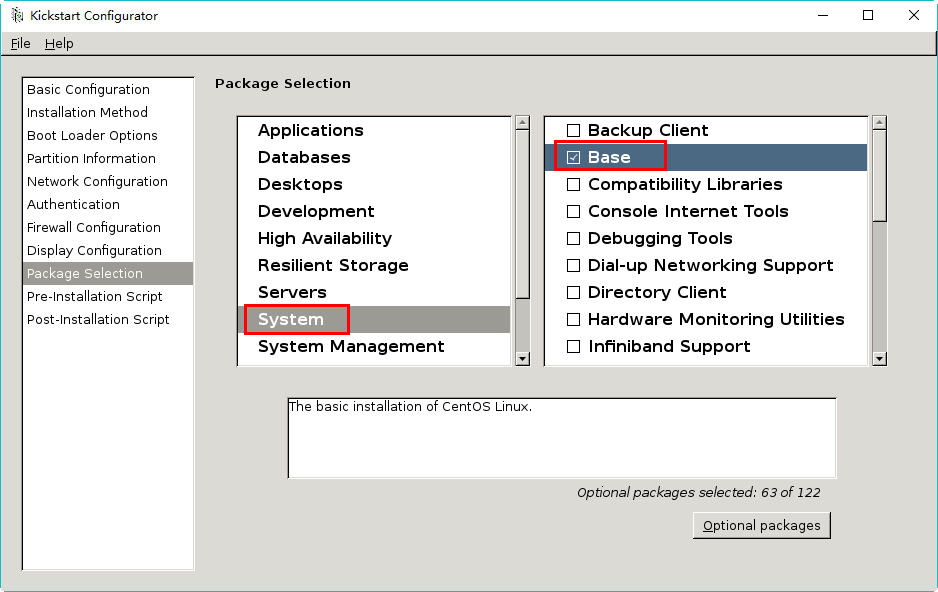 Kickstart Configurator
File Help
Basic Configuration
Installation Method
Boot Loader Options
Partition Information
Network Configuration
Authentication
Firewall Configuration
Display Configuration
Package Selection
Pre-Installation Script
Post-Installation Script
Package Selection
Applications
Databases
Desktops
Development
High Availability
Resilient Storage
Servers
System
System Management
Backup Client
Base
Compatibility Libraries
Console Internet Tools
Debugging Tools
Dial-up Networking Support
Directory Client
Hardware Monitoring Utilities
Infiniband Support
The basic installation of CentOS Linux.
Optional packages selected: 63 of 122
Optional packages